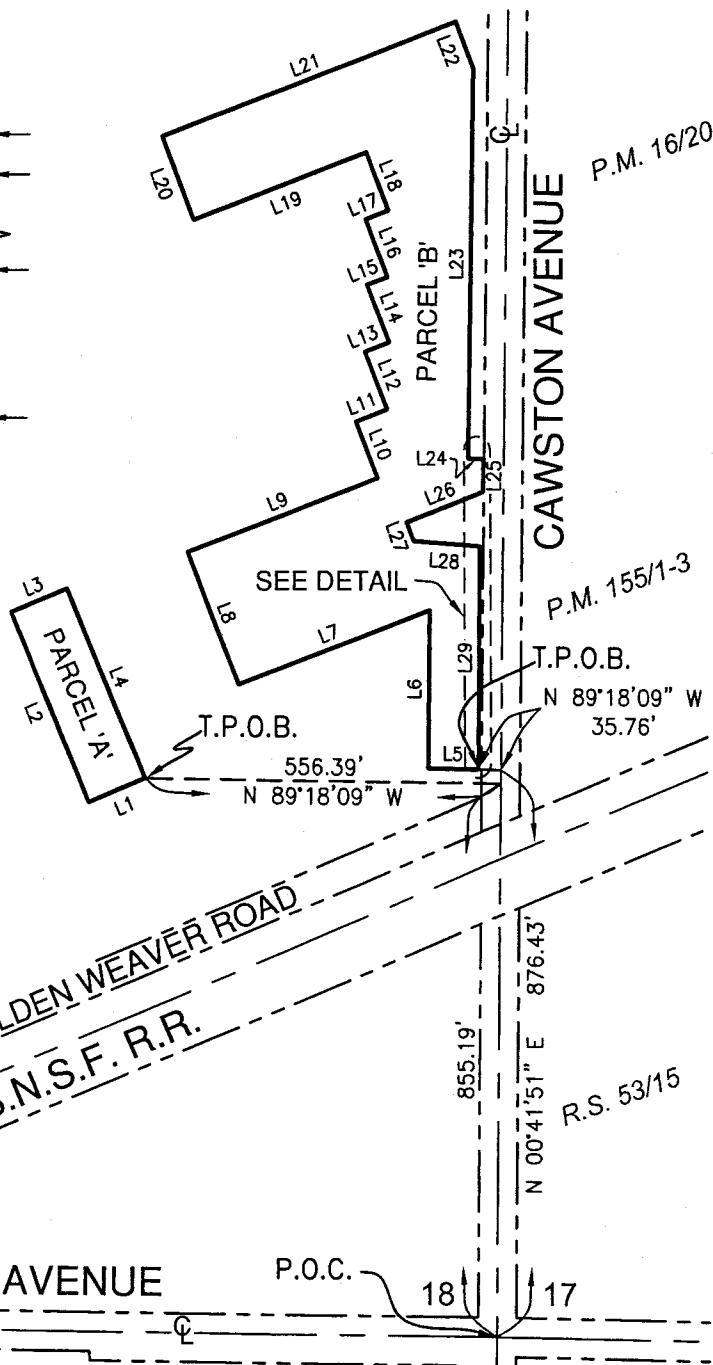 L22
L21
℄
P.M. 16/20
L20
L18
L19
L17
L16
L15
L14
L13
L12
L11
L10
PARCEL 'B'
L23
CAWSTON AVENUE
L24
L25
L26
L27
L9
L28
SEE DETAIL
P.M. 155/1-3
L3
L8
L7
L29
T.P.O.B.
PARCEL 'A'
L4
L2
L6
N 89°18'09" W
35.76'
T.P.O.B.
L5
556.39'
N 89°18'09" W
L1
LDEN WEAVER ROAD
.N.S.F. R.R.
855.19'
N 00°41'51" E 876.43'
R.S. 53/15
AVENUE
P.O.C.
18
17
℄